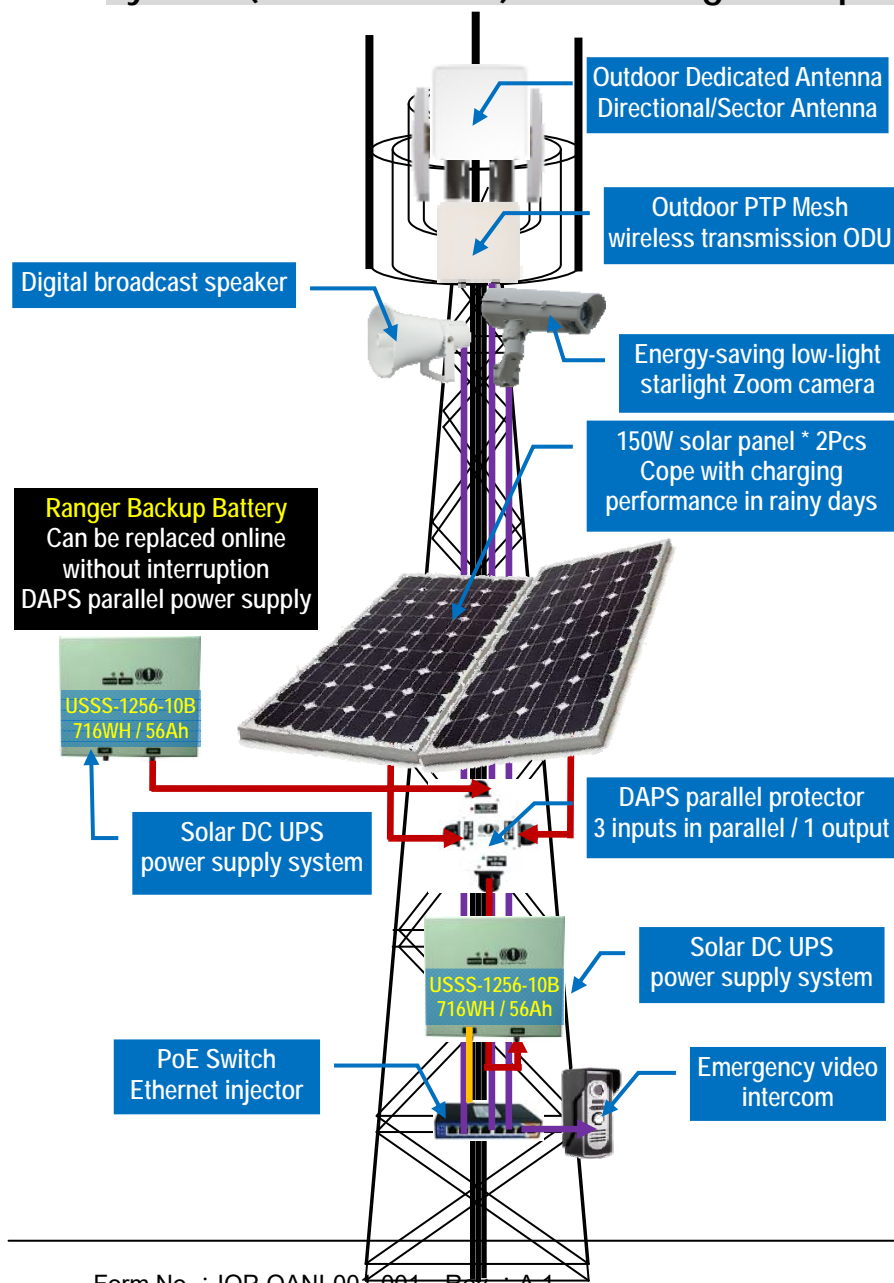 Outdoor Dedicated Antenna
Directional/Sector Antenna
Outdoor PTP Mesh
wireless transmission ODU
Digital broadcast speaker
Energy-saving low-light
starlight Zoom camera
150W solar panel * 2Pcs
Cope with charging
performance in rainy days
Ranger Backup Battery
Can be replaced online
without interruption
DAPS parallel power supply
USSS-1256-10B
716WH / 56Ah
Solar DC UPS
power supply system
DAPS parallel protector
3 inputs in parallel / 1 output
USSS-1256-10B
716WH / 56Ah
Solar DC UPS
power supply system
PoE Switch
Ethernet injector
Emergency video
intercom